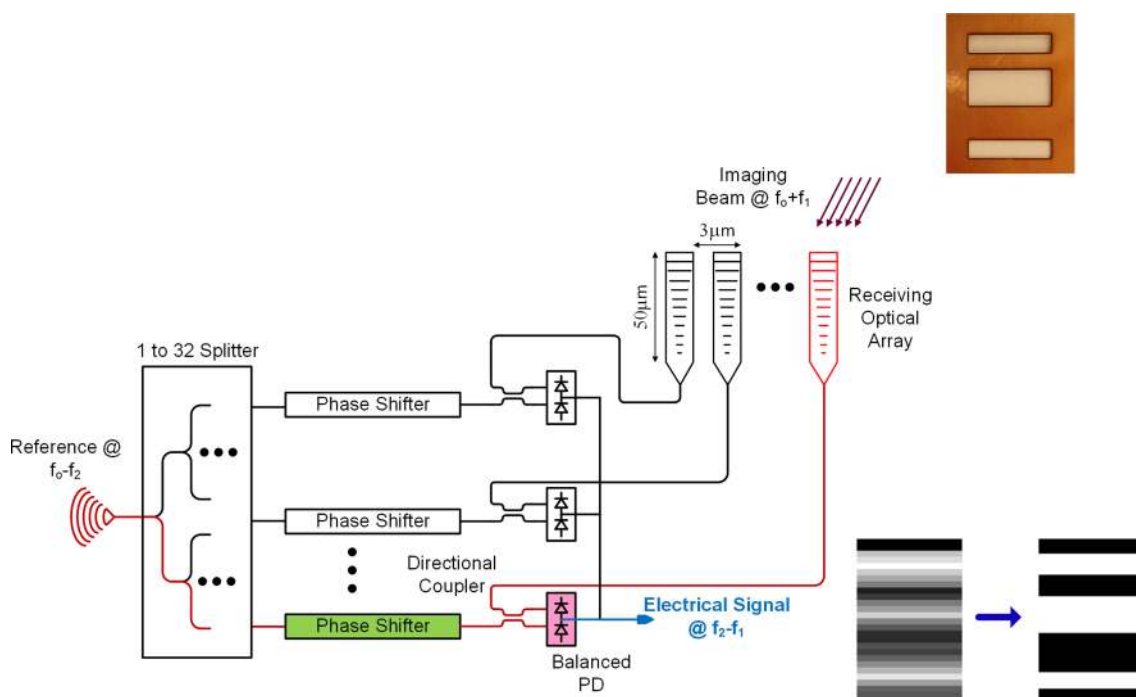 Imaging
Beam @ fₒ+f₁
3μm
50μm
Receiving
Optical
Array
1 to 32 Splitter
Phase Shifter
Reference @
fₒ-f₂
Phase Shifter
Directional
Coupler
Phase Shifter
Electrical Signal
@ f₂-f₁
Balanced
PD